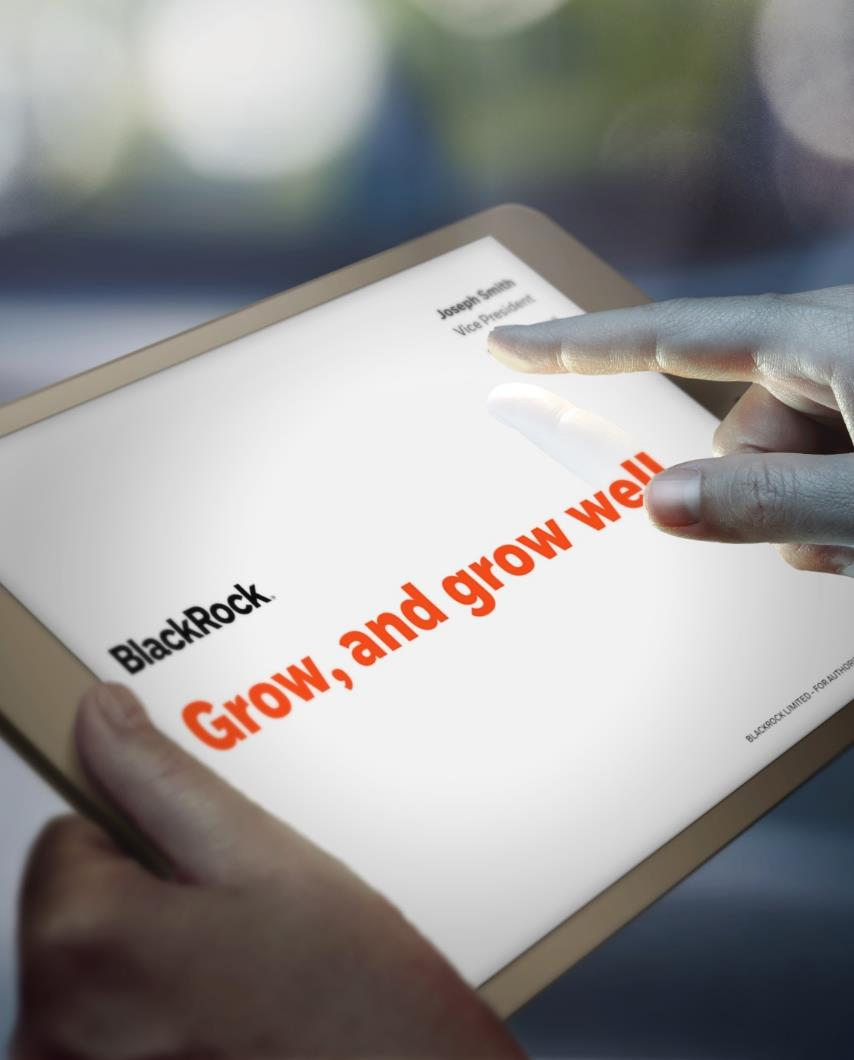 Joseph Smith
Vice President
BlackRock®
Grow, and grow well
BLACKROCK LIMITED - FOR AUTHOR